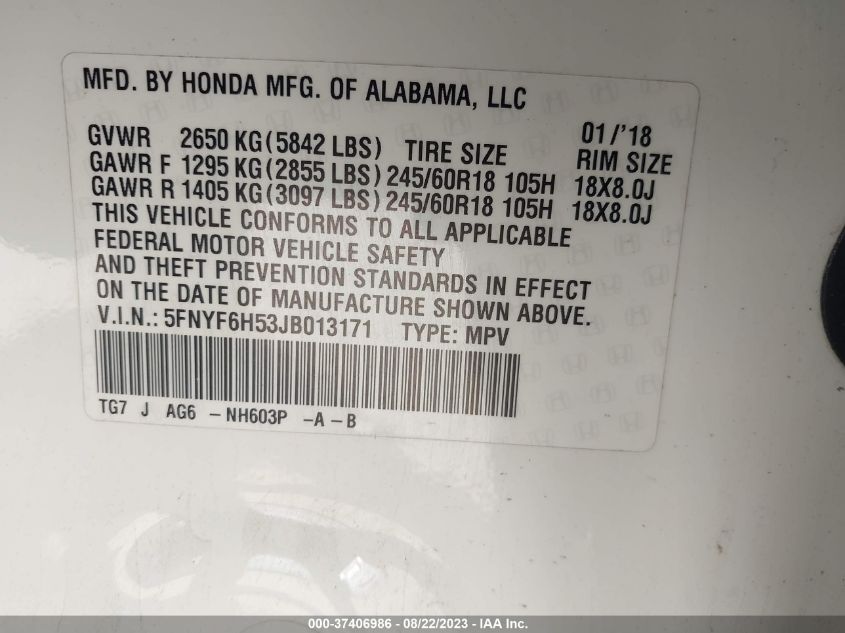 MFD. BY HONDA MFG. OF ALABAMA, LLC
01/'18
GVWR 2650 KG(5842 LBS) TIRE SIZE RIM SIZE
GAWR F 1295 KG(2855 LBS) 245/60R18 105H 18X8.0J
GAWR R 1405 KG(3097 LBS) 245/60R18 105H 18X8.0J
THIS VEHICLE CONFORMS TO ALL APPLICABLE
FEDERAL MOTOR VEHICLE SAFETY
AND THEFT PREVENTION STANDARDS IN EFFECT
ON THE DATE OF MANUFACTURE SHOWN ABOVE.
V.I.N.: 5FNYF6H53JB013171 TYPE: MPV
TG7 J AG6 -NH603P -A-B
000-37406986 - 08/22/2023 - IAA Inc.